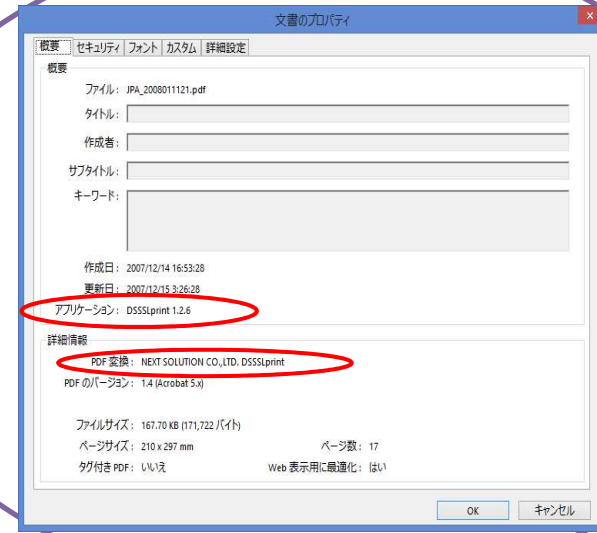 文書のプロパティ
x
概要 セキュリティ フォント カスタム 詳細設定
概要
ファイル: JPA_2008011121.pdf
タイトル:
作成者:
サブタイトル:
キーワード:
作成日: 2007/12/14 16:53:28
更新日: 2007/12/15 3:26:28
アプリケーション: DSSSLprint 1.2.6
詳細情報
PDF 変換: NEXT SOLUTION CO.,LTD. DSSSLprint
PDF のバージョン: 1.4 (Acrobat 5.x)
ファイルサイズ: 167.70 KB (171,722 バイト)
ページサイズ: 210 x 297 mm ページ数: 17
タグ付き PDF: いいえ Web 表示用に最適化: はい
OK キャンセル